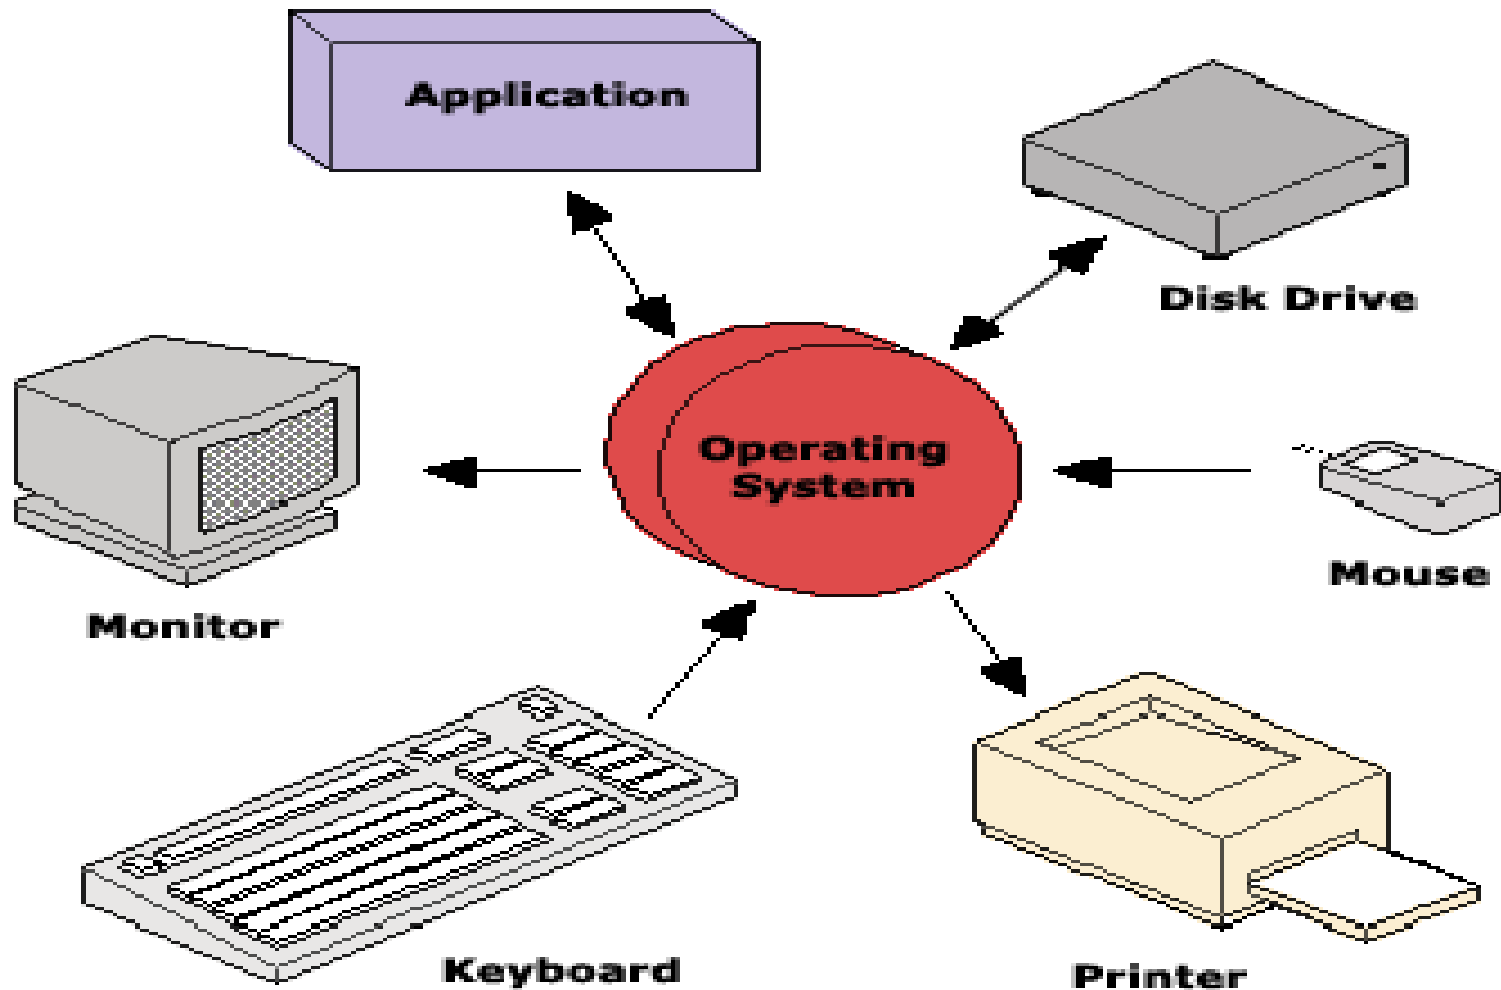 Application
Disk Drive
Operating
System
Mouse
Monitor
Keyboard
Printer